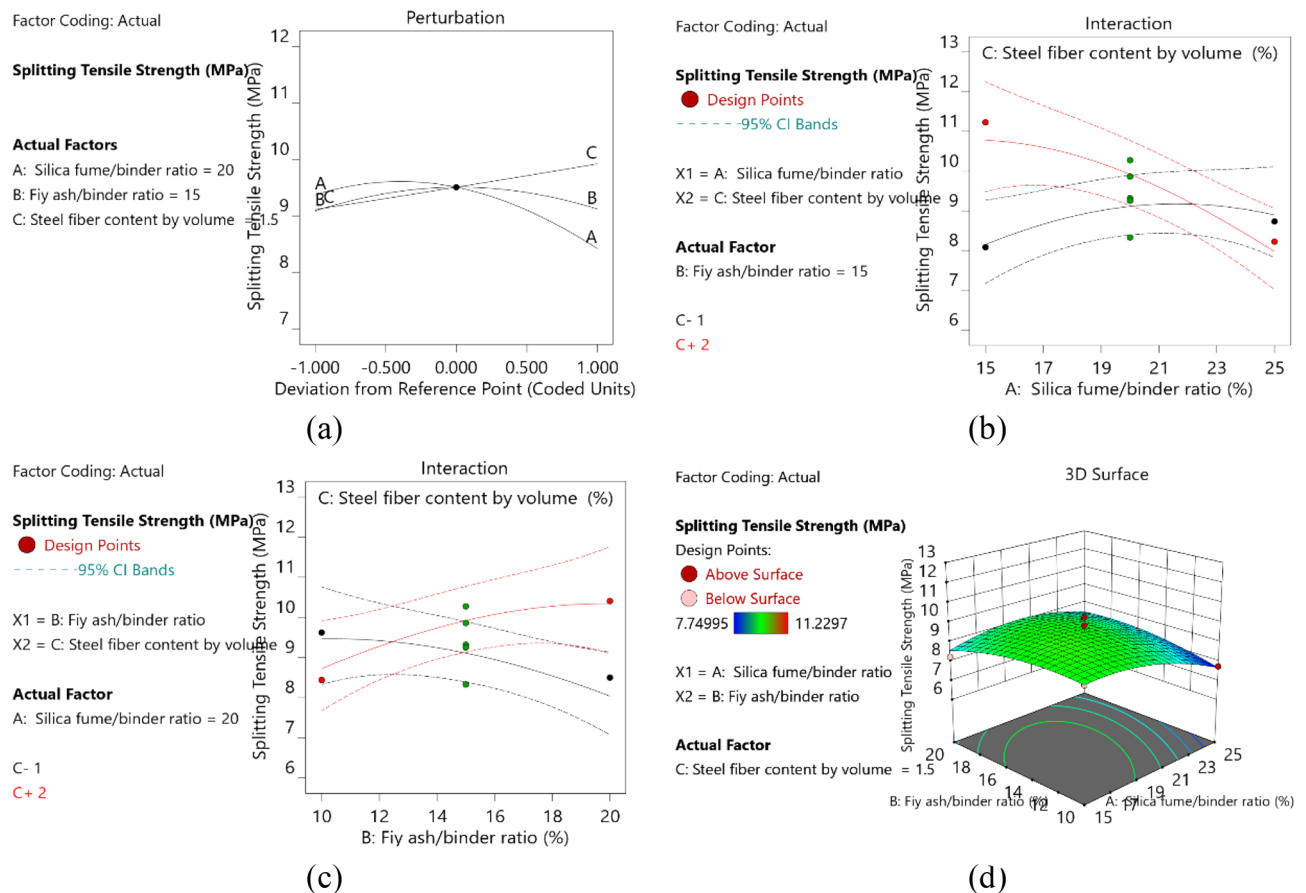 Factor Coding: Actual
Splitting Tensile Strength (MPa)
Actual Factors
A: Silica fume/binder ratio = 20
B: Fiy ash/binder ratio = 15
C: Steel fiber content by volume = 1.5
Perturbation
Splitting Tensile Strength (MPa)
12
11
10
9
8
7
A
B
C
C
B
A
-1.000 -0.500 0.000 0.500 1.000
Deviation from Reference Point (Coded Units)
(a)
Factor Coding: Actual
Splitting Tensile Strength (MPa)
Design Points
95% CI Bands
X1 = A: Silica fume/binder ratio
X2 = C: Steel fiber content by volume
Actual Factor
B: Fiy ash/binder ratio = 15
C- 1
C+ 2
Interaction
C: Steel fiber content by volume (%)
Splitting Tensile Strength (MPa)
13
12
11
10
9
8
7
6
15 17 19 21 23 25
A: Silica fume/binder ratio (%)
(b)
Factor Coding: Actual
Splitting Tensile Strength (MPa)
Design Points
95% CI Bands
X1 = B: Fiy ash/binder ratio
X2 = C: Steel fiber content by volume
Actual Factor
A: Silica fume/binder ratio = 20
C- 1
C+ 2
Interaction
C: Steel fiber content by volume (%)
Splitting Tensile Strength (MPa)
13
12
11
10
9
8
7
6
10 12 14 16 18 20
B: Fiy ash/binder ratio (%)
(c)
Factor Coding: Actual
Splitting Tensile Strength (MPa)
Design Points:
Above Surface
Below Surface
7.74995 11.2297
X1 = A: Silica fume/binder ratio
X2 = B: Fiy ash/binder ratio
Actual Factor
C: Steel fiber content by volume = 1.5
3D Surface
Splitting Tensile Strength (MPa)
13
12
11
10
9
8
7
6
20 18 16 14 12 10
15 17 19 21 23 25
B: Fiy ash/binder ratio (%)
A: Silica fume/binder ratio (%)
(d)